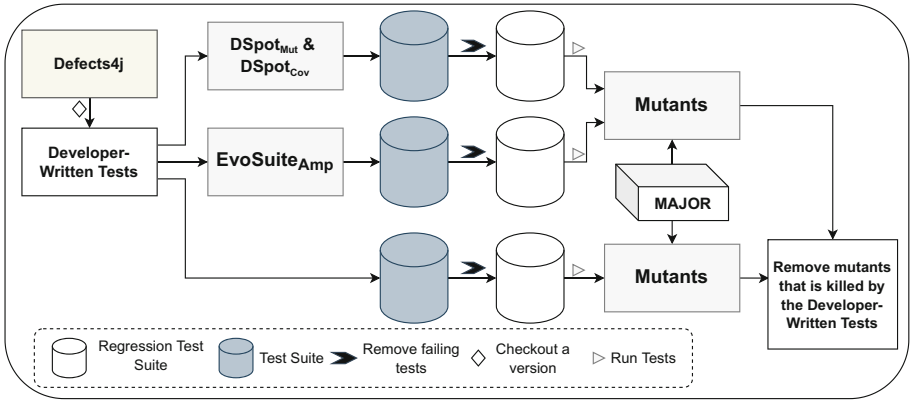 Defects4j
DSpotMut &
DSpotCov
Mutants
Developer-
Written Tests
EvoSuiteAmp
MAJOR
Mutants
Remove mutants
that is killed by
the Developer-
Written Tests
Regression Test
Suite
Test Suite
Remove failing
tests
Checkout a
version
Run Tests